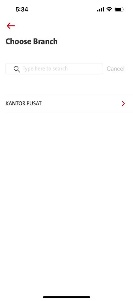 5:34
Choose Branch
Type here to search
Cancel
KANTOR PUSAT